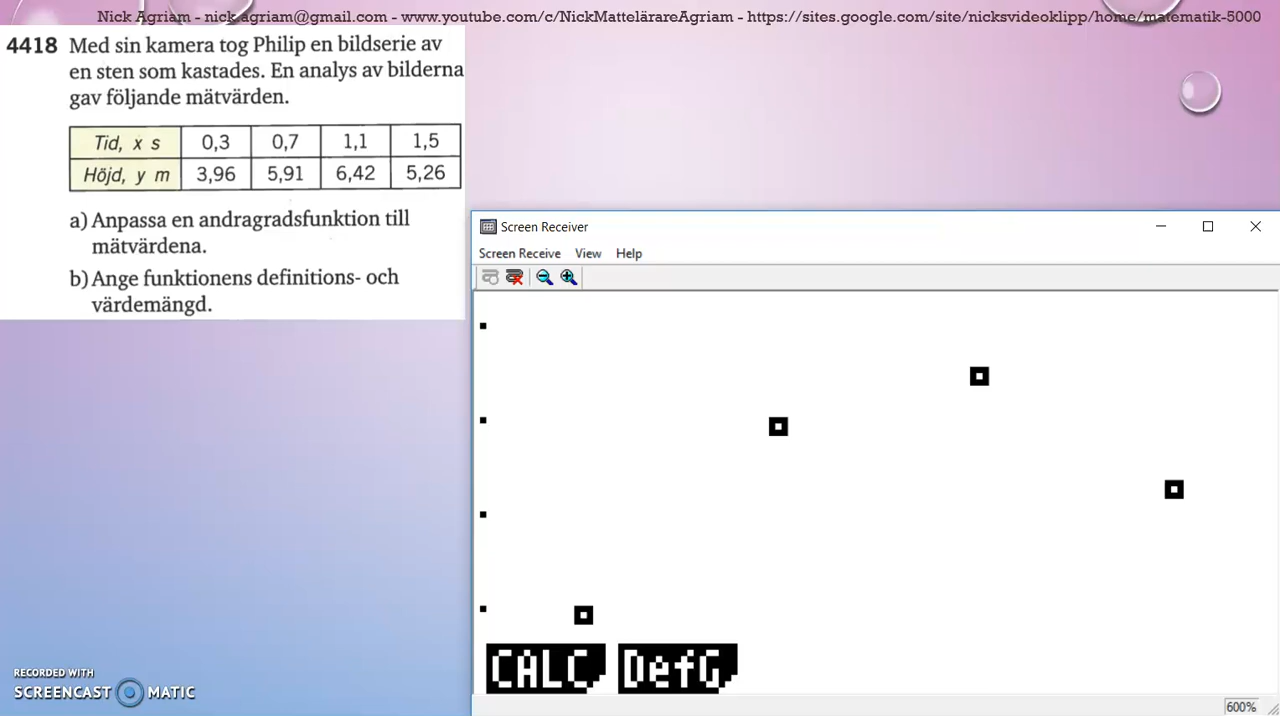 Nick Agriam - nick.agriam@gmail.com - www.youtube.com/c/NickMattelärareAgriam - https://sites.google.com/site/nicksvideoklipp/home/matematik-5000
4418 Med sin kamera tog Philip en bildserie av
en sten som kastades. En analys av bilderna
gav följande mätvärden.
Tid, x s 0,3 0,7 1,1 1,5
Höjd, y m 3,96 5,91 6,42 5,26
a) Anpassa en andragradsfunktion till
mätvärdena.
b) Ange funktionens definitions- och
värdemängd.
Screen Receiver
Screen Receive View Help
CALC DefG
600%
RECORDED WITH
SCREENCAST MATIC